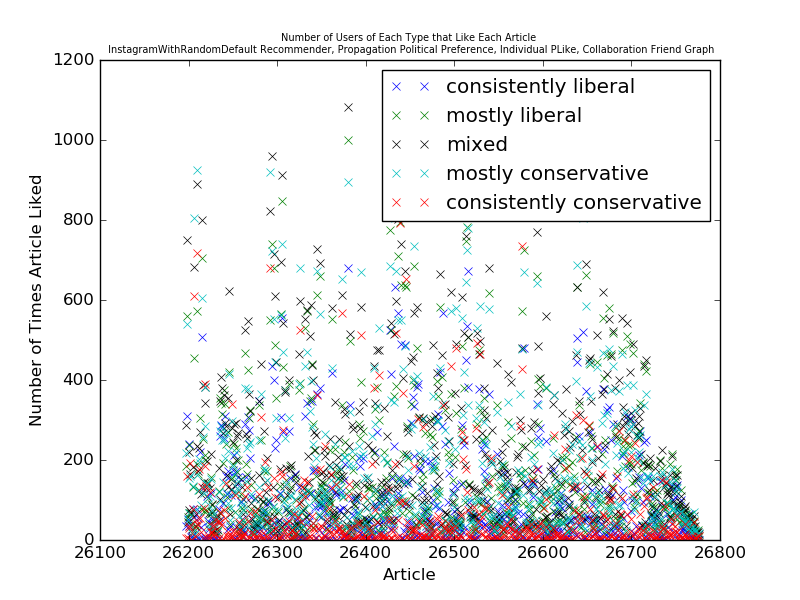 Number of Users of Each Type that Like Each Article
InstagramWithRandomDefault Recommender, Propagation Political Preference, Individual PLike, Collaboration Friend Graph
1200
1000
800
600
400
200
0
Number of Times Article Liked
consistently liberal
mostly liberal
mixed
mostly conservative
consistently conservative
26100 26200 26300 26400 26500 26600 26700 26800
Article